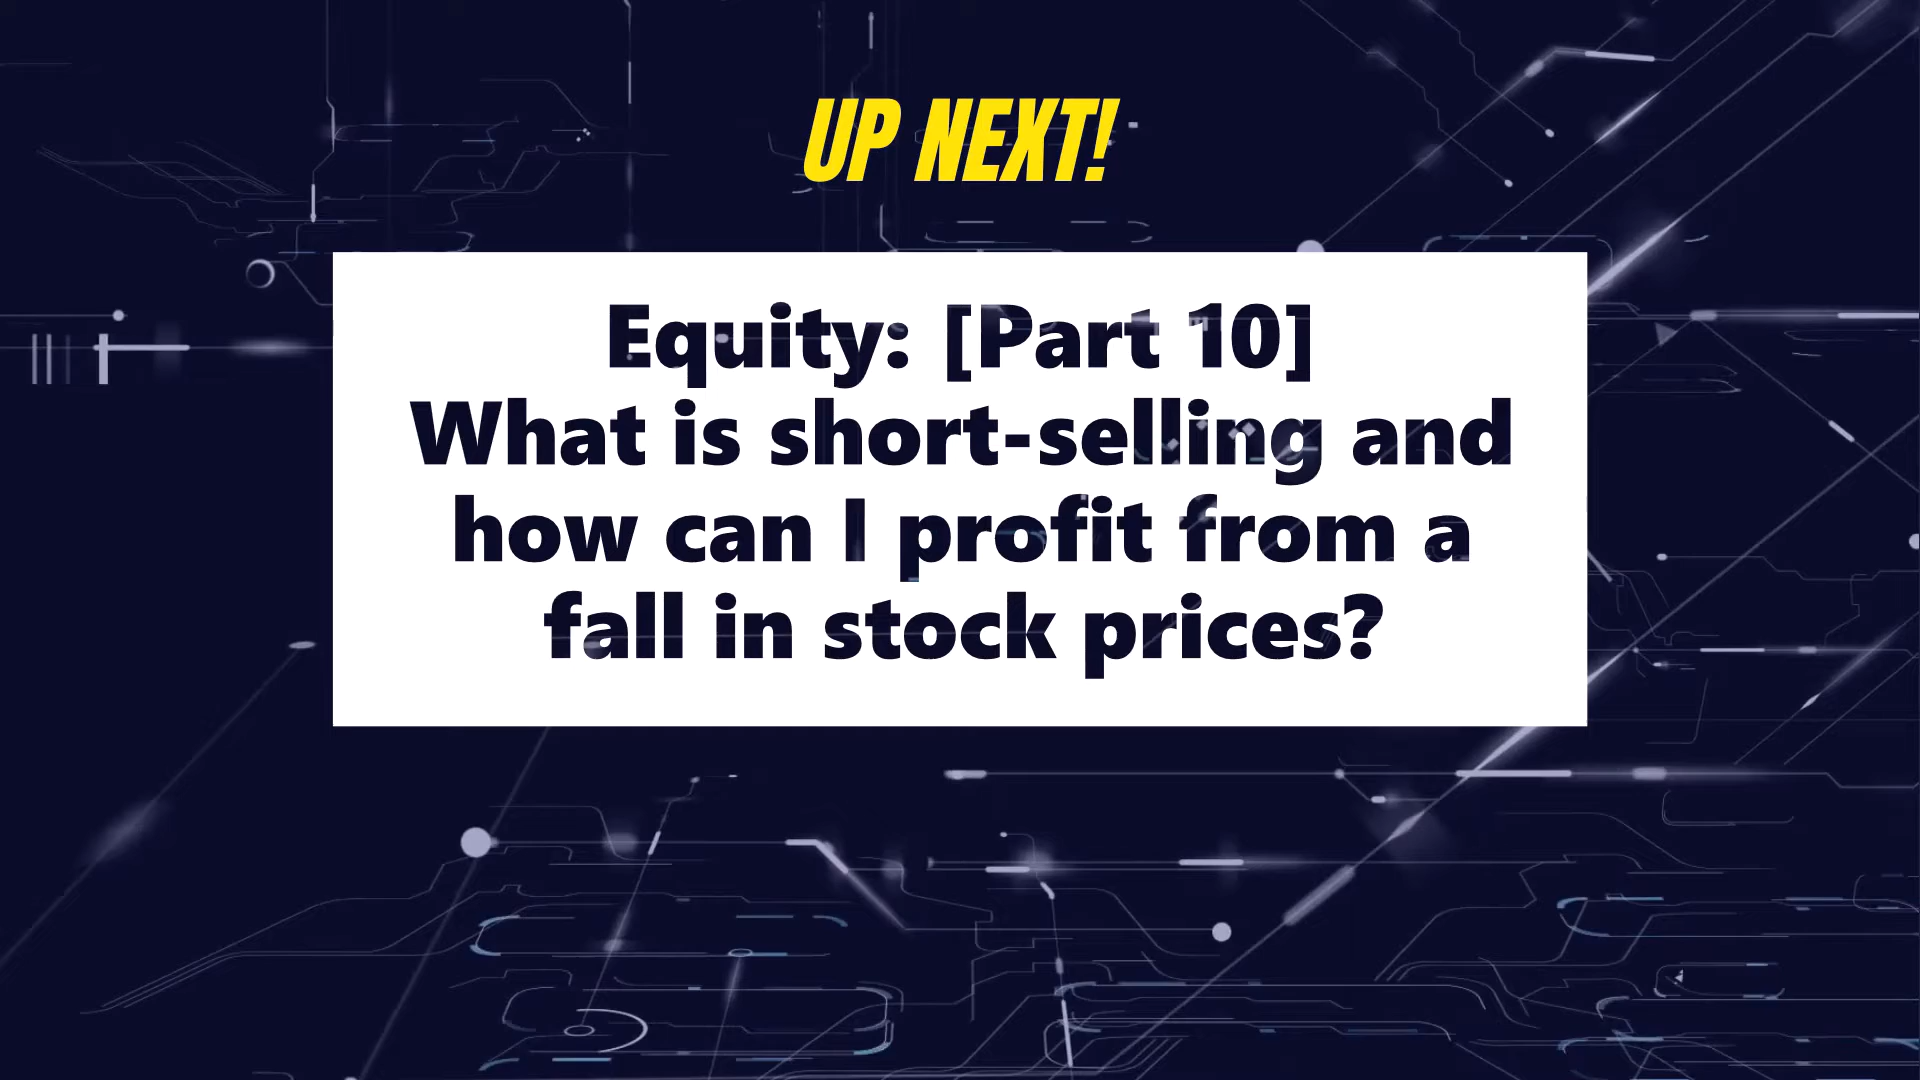 UP NEXT!
Equity: [Part 10]
What is short-selling and
how can I profit from a
fall in stock prices?